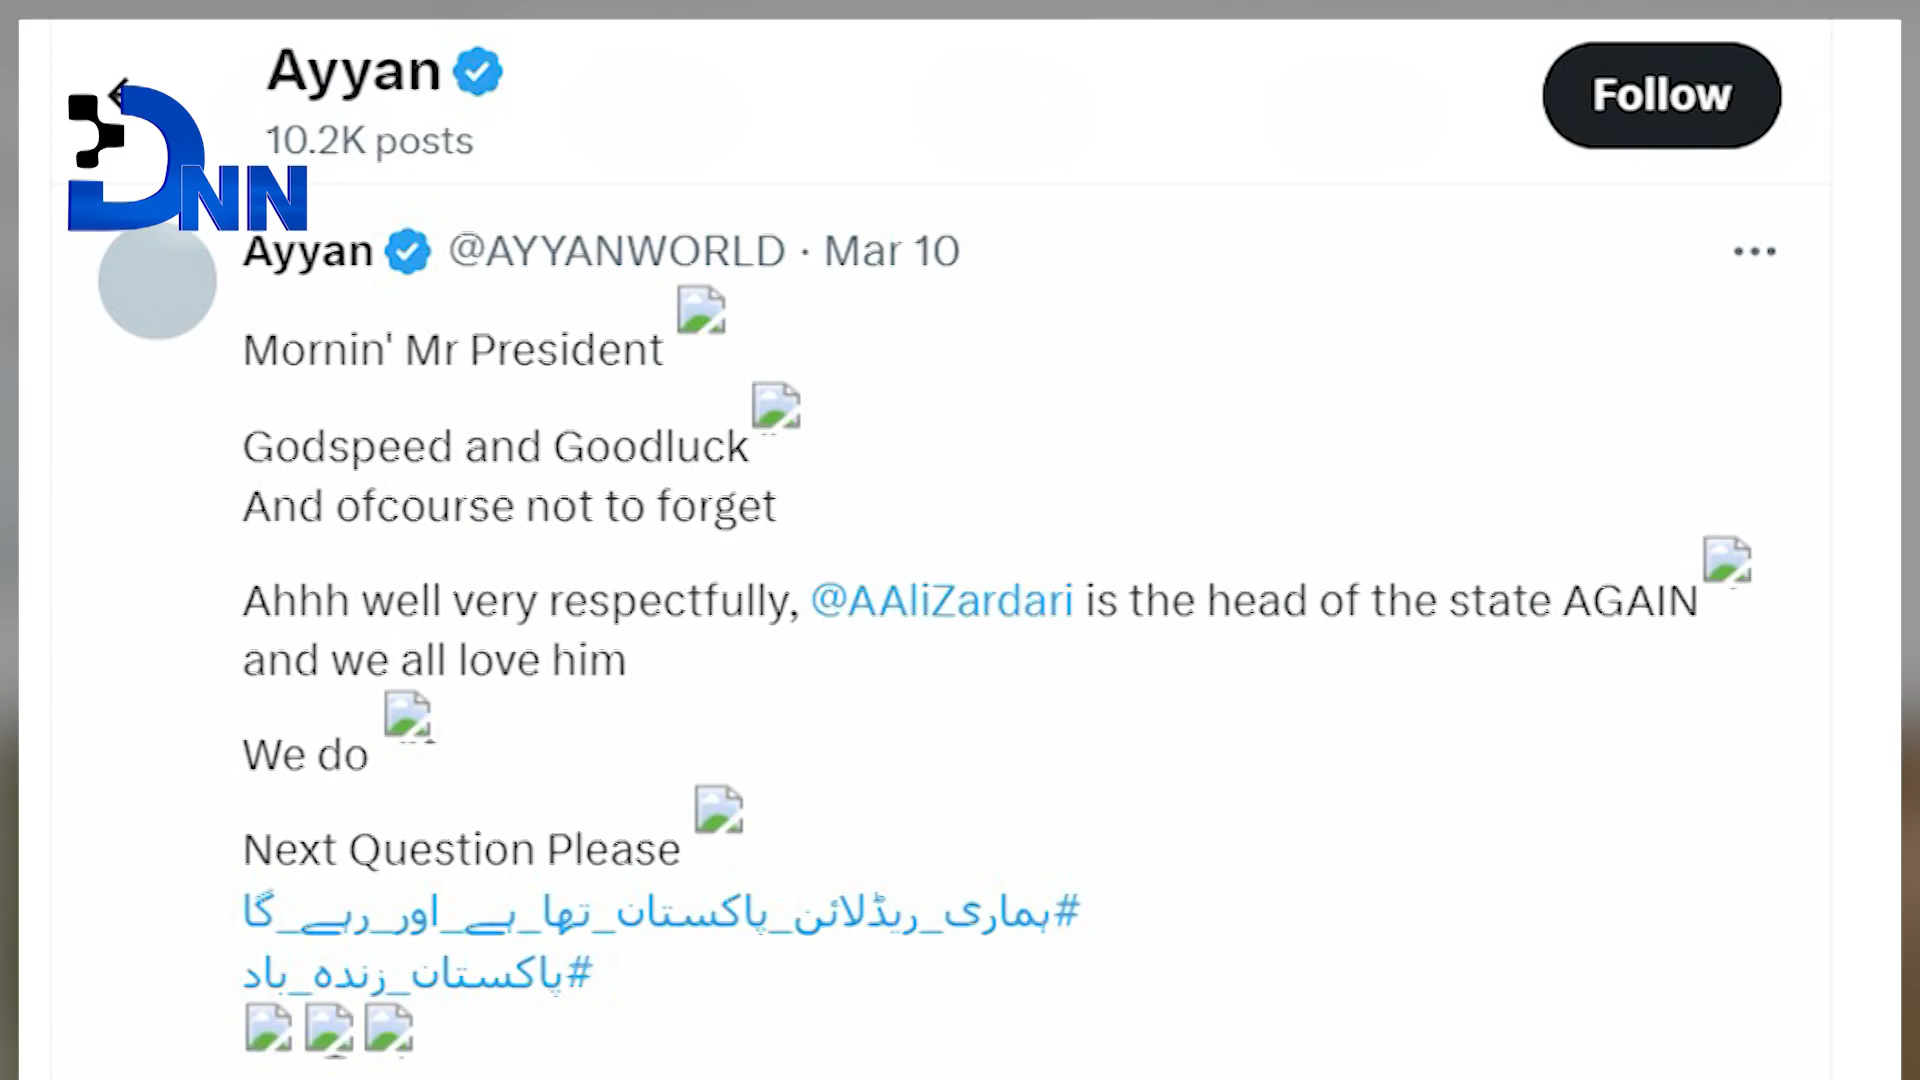 Ayyan
10.2K posts
Follow
DNN
Ayyan @AYYANWORLD · Mar 10
Mornin' Mr President
Godspeed and Goodluck
And ofcourse not to forget
Ahhh well very respectfully, @AAliZardari is the head of the state AGAIN
and we all love him
We do
Next Question Please
#ہماری_ریڈلائن_پاکستان_تھا_ہے_اور_رہے_گا
#پاکستان_زندہ_باد